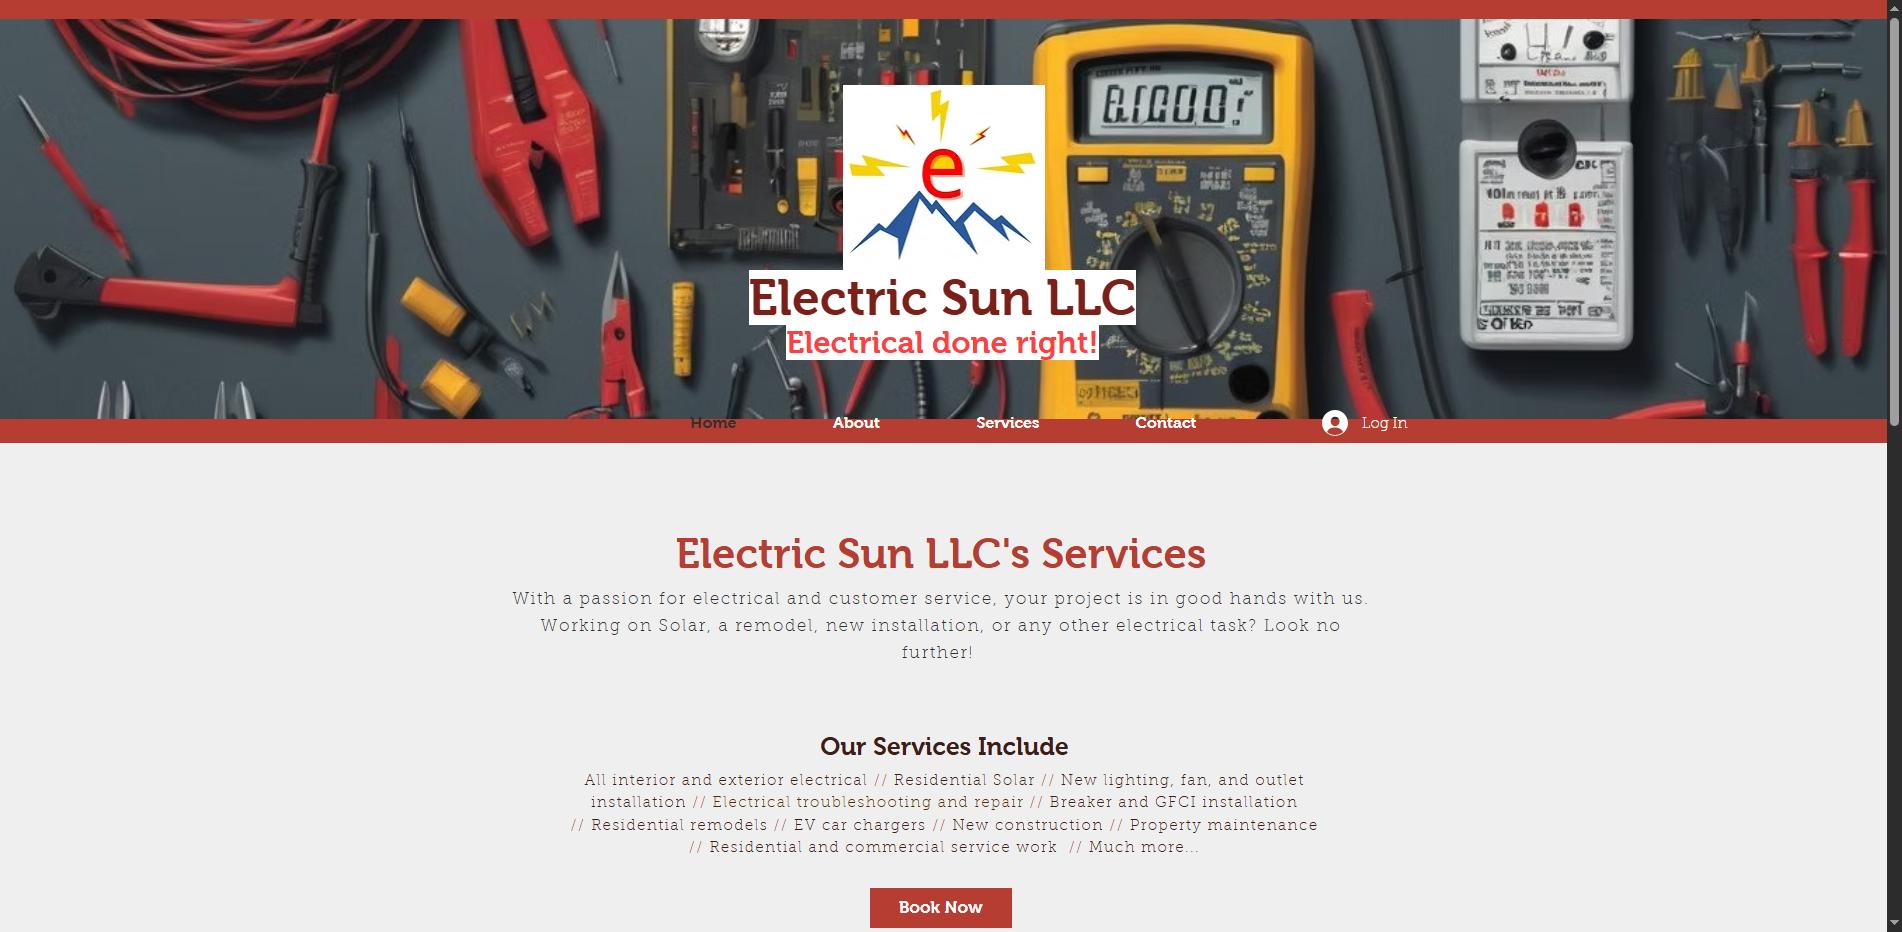 e
Electric Sun LLC
Electrical done right!
Home
About
Services
Contact
Log In
Electric Sun LLC's Services
With a passion for electrical and customer service, your project is in good hands with us.
Working on Solar, a remodel, new installation, or any other electrical task? Look no
further!
Our Services Include
All interior and exterior electrical // Residential Solar // New lighting, fan, and outlet
installation // Electrical troubleshooting and repair // Breaker and GFCI installation
// Residential remodels // EV car chargers // New construction // Property maintenance
// Residential and commercial service work // Much more...
Book Now